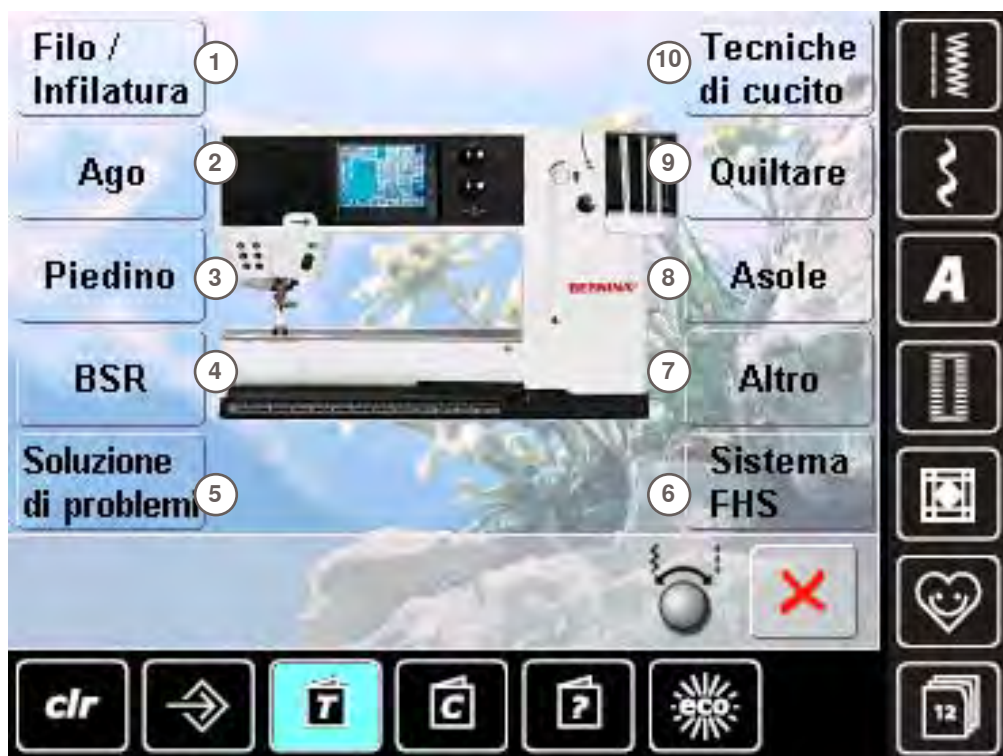 Filo /
Infilatura
1
Ago
2
Piedino
3
BSR
4
Soluzione
di problemi
5
10
Tecniche
di cucito
9
Quiltare
8
Asole
7
Altro
6
Sistema
FHS
BERNINA
A
12
clr
T
C
?
eco